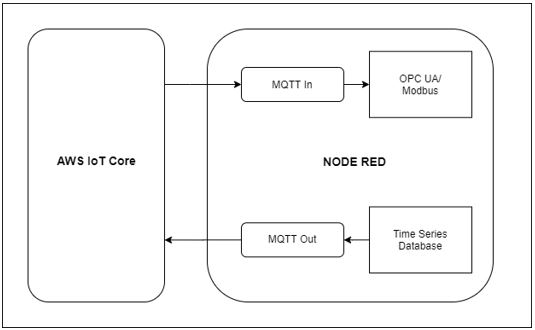 MQTT In
OPC UA/
Modbus
AWS IoT Core
NODE RED
MQTT Out
Time Series
Database